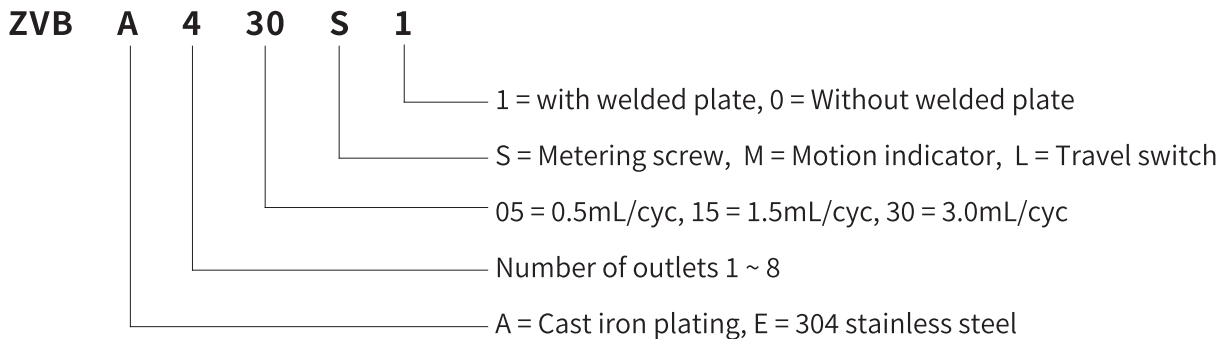 ZVB A 4 30 S 1
1 = with welded plate, 0 = Without welded plate
S = Metering screw, M = Motion indicator, L = Travel switch
05 = 0.5mL/cyc, 15 = 1.5mL/cyc, 30 = 3.0mL/cyc
Number of outlets 1 ~ 8
A = Cast iron plating, E = 304 stainless steel